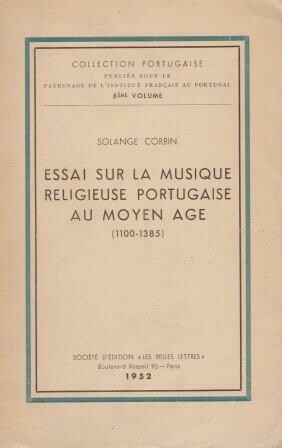 COLLECTION PORTUGAISE
PUBLIÉE SOUS LE
PATRONAGE DE L'INSTITUT FRANÇAIS AU PORTUGAL
8ème VOLUME
SOLANGE CORBIN
ESSAI SUR LA MUSIQUE
RELIGIEUSE PORTUGAISE
AU MOYEN AGE
(1100-1385)
SOCIÉTÉ D'ÉDITION «LES BELLES LETTRES»
Boulevard Raspail 95 — Paris
1952